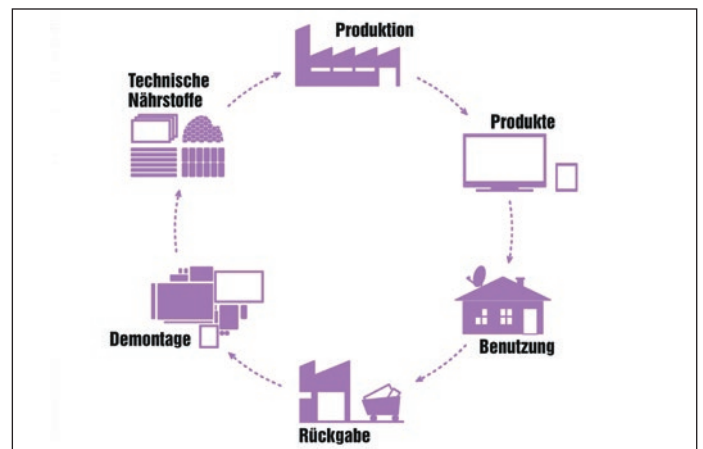 Produktion
Produkte
Benutzung
Rückgabe
Demontage
Technische
Nährstoffe